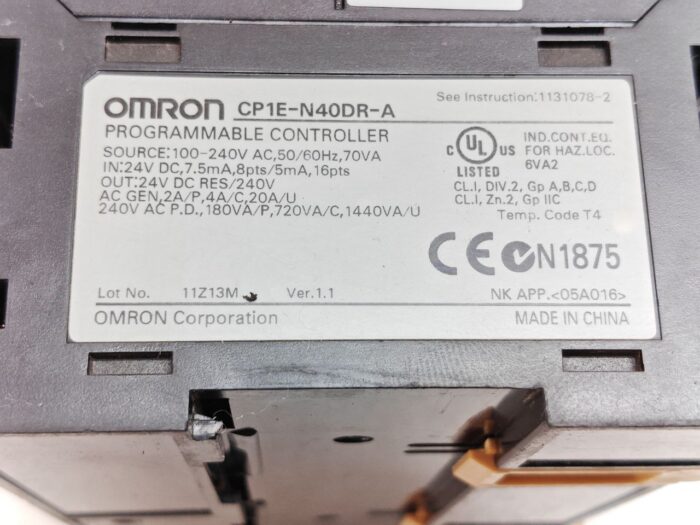 OMRON CP1E-N40DR-A
See Instruction:1131078-2
PROGRAMMABLE CONTROLLER
SOURCE:100-240V AC,50/60Hz,70VA
IN:24V DC,7.5mA,8pts/5mA,16pts
OUT:24V DC RES/240V
AC GEN,2A/P,4A/C,20A/U
240V AC P.D.,180VA/P,720VA/C,1440VA/U
C UL US
LISTED
IND.CONT.EQ.
FOR HAZ.LOC.
6VA2
CL.I, DIV.2, Gp A,B,C,D
CL.I, Zn.2, Gp IIC
Temp. Code T4
CE N1875
Lot No. 11Z13M Ver.1.1
NK APP.<05A016>
OMRON Corporation
MADE IN CHINA